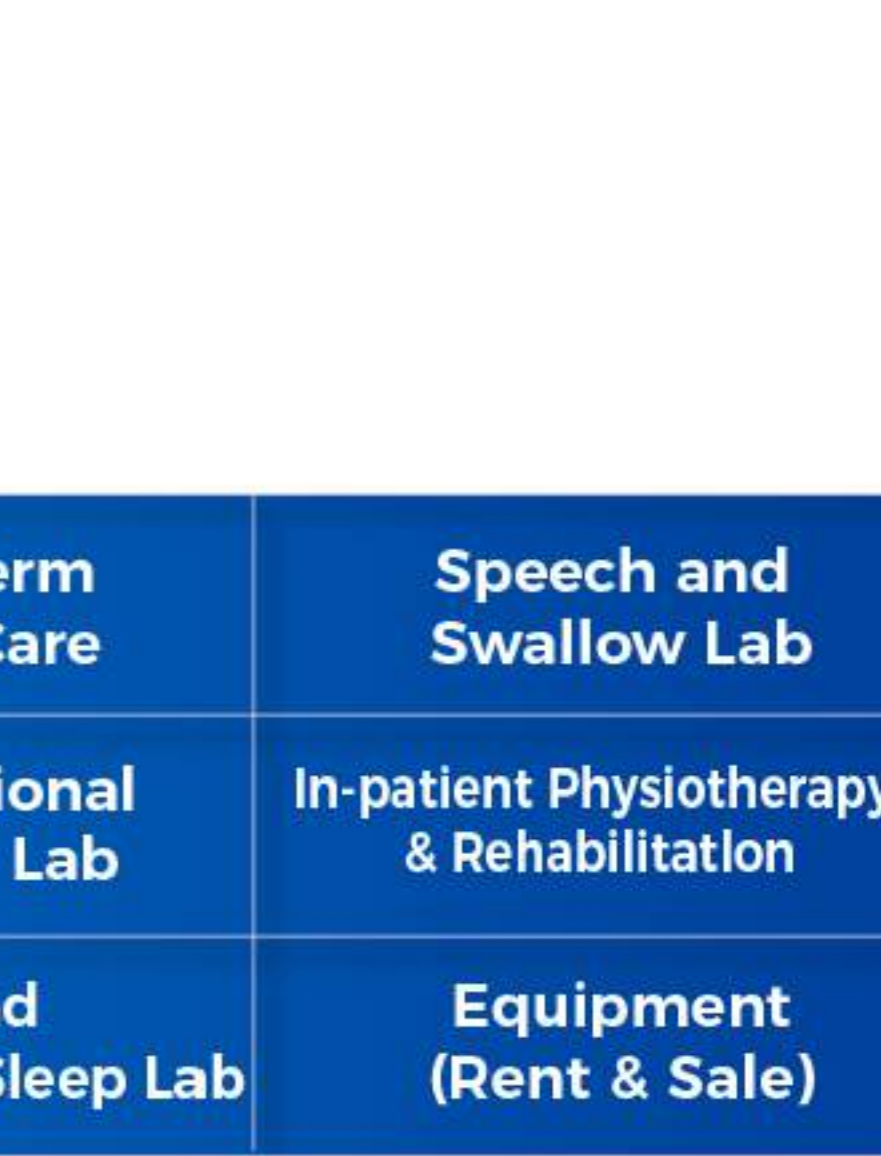 erm
Care
Speech and
Swallow Lab
ional
Lab
In-patient Physiotherapy
& Rehabilitatlon
d
Sleep Lab
Equipment
(Rent & Sale)